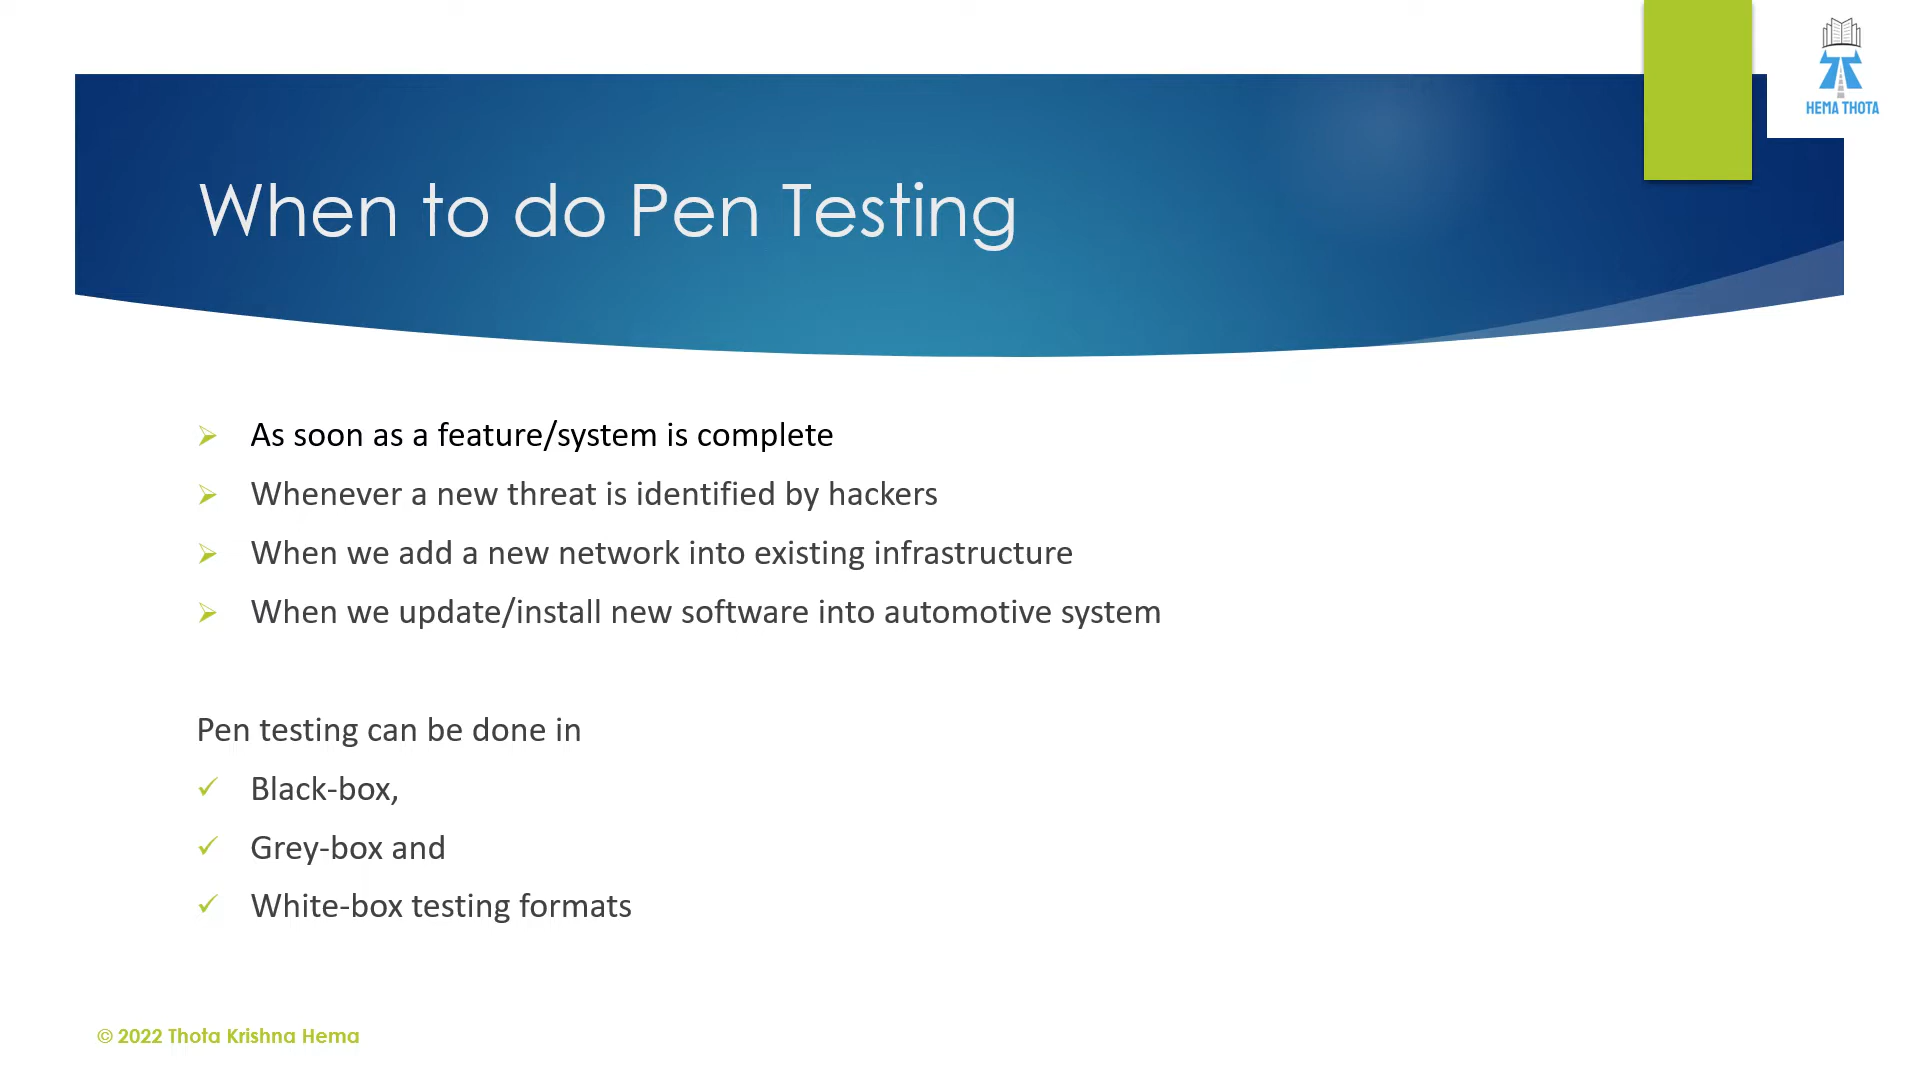 HEMA THOTA
When to do Pen Testing
As soon as a feature/system is complete
Whenever a new threat is identified by hackers
When we add a new network into existing infrastructure
When we update/install new software into automotive system
Pen testing can be done in
Black-box,
Grey-box and
White-box testing formats
© 2022 Thota Krishna Hema